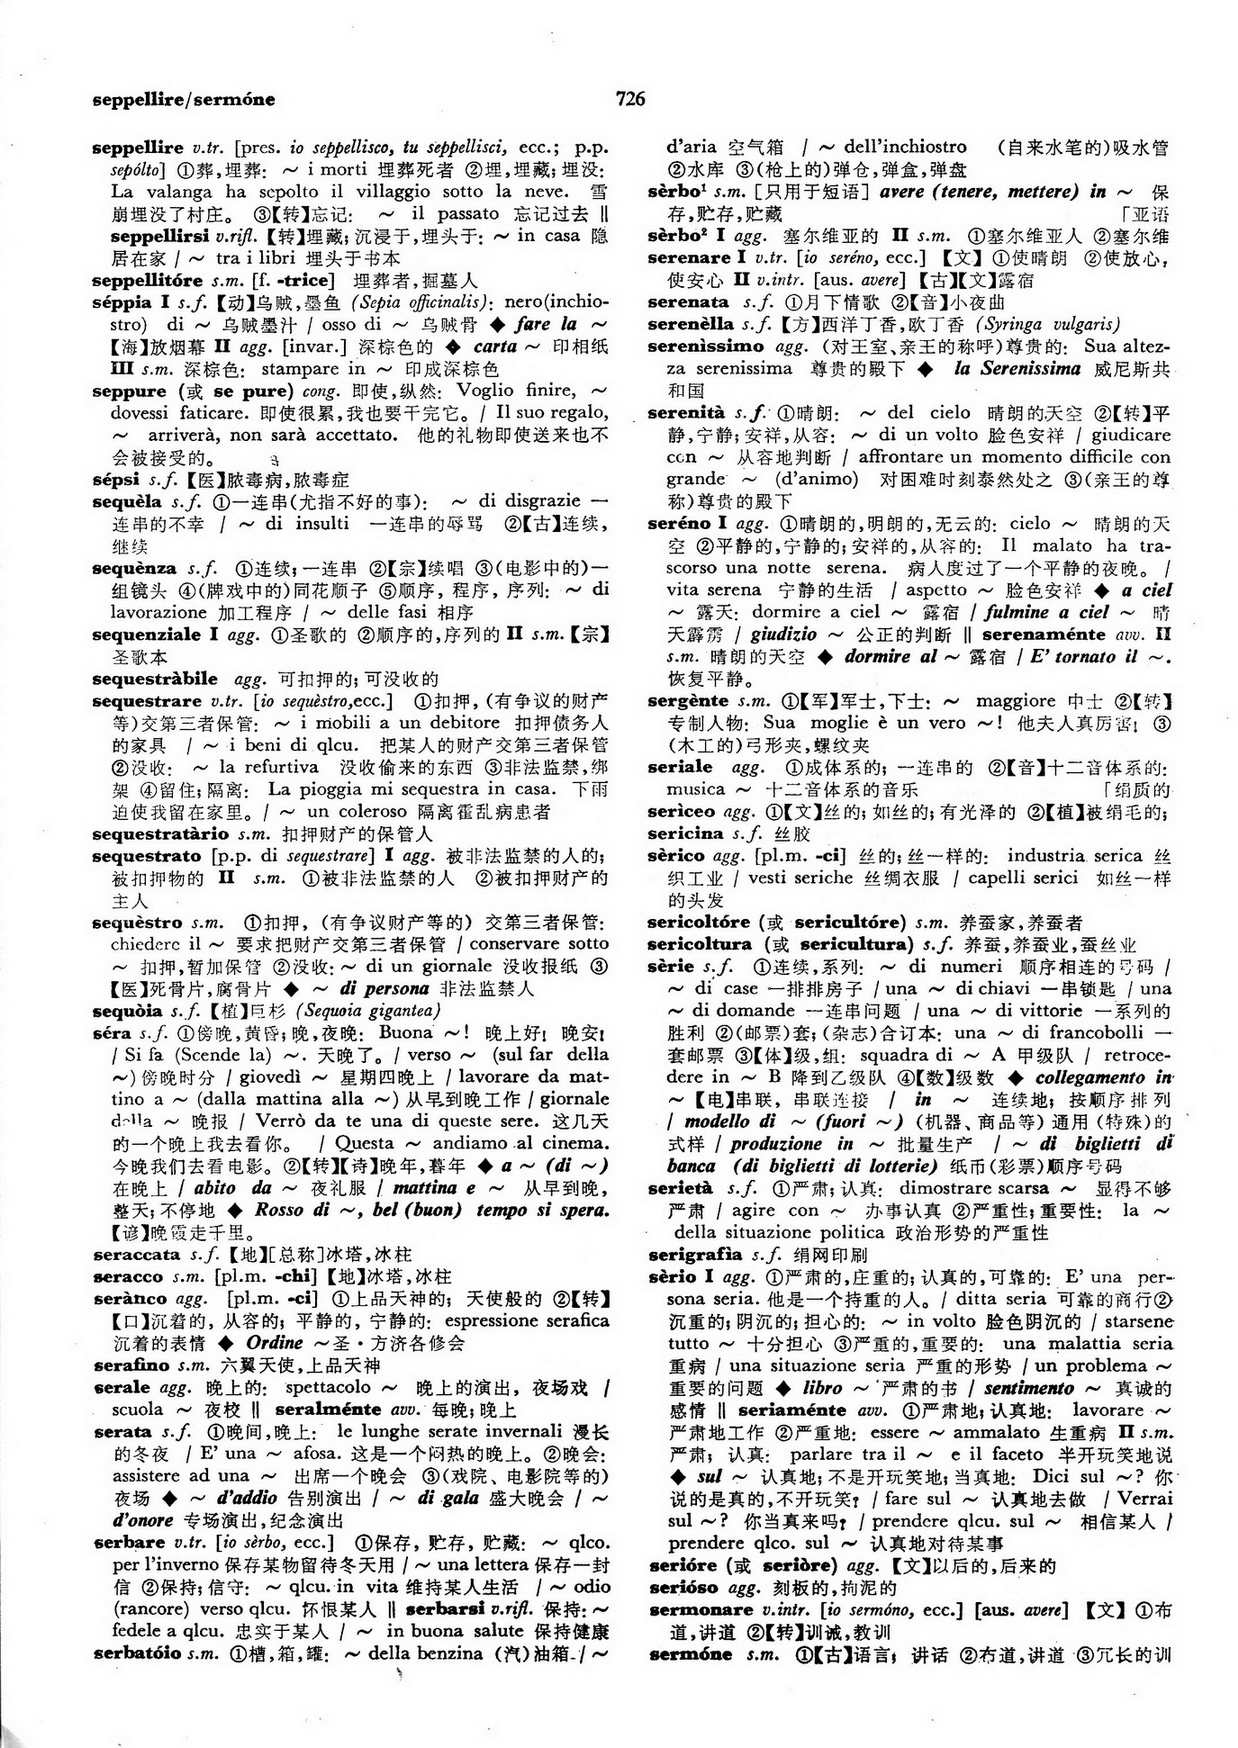 seppellire/sermóne
726
seppellire v.tr. [pres. io seppellisco, tu seppellisci, ecc.; p.p.
sepólto] ①葬,埋葬: ~ i morti 埋葬死者 ②埋,埋藏;埋没:
La valanga ha sepolto il villaggio sotto la neve. 雪
崩埋没了村庄。 ③【转】忘记: ~ il passato 忘记过去 ‖
seppellirsi v.rifl. 【转】埋藏;沉浸于,埋头于: ~ in casa 隐
居在家 / ~ tra i libri 埋头于书本
seppellitóre s.m. [f. -trice] 埋葬者,掘墓人
séppia I s.f. 【动】乌贼,墨鱼 (Sepia officinalis): nero(inchio-
stro) di ~ 乌贼墨汁 / osso di ~ 乌贼骨 ◆ fare la ~
【海】放烟幕 II agg. [invar.] 深棕色的 ◆ carta ~ 印相纸
III s.m. 深棕色: stampare in ~ 印成深棕色
seppure (或 se pure) cong. 即使,纵然: Voglio finire, ~
dovessi faticare. 即使很累,我也要干完它。/ Il suo regalo,
~ arriverà, non sarà accettato. 他的礼物即使送来也不
会被接受的。
sépsi s.f. 【医】脓毒病,脓毒症
sequèla s.f. ①一连串(尤指不好的事): ~ di disgrazie 一
连串的不幸 / ~ di insulti 一连串的辱骂 ②【古】连续,
继续
sequènza s.f. ①连续;一连串 ②【宗】续唱 ③(电影中的)一
组镜头 ④(牌戏中的)同花顺子 ⑤顺序, 程序, 序列: ~ di
lavorazione 加工程序 / ~ delle fasi 相序
sequenziale I agg. ①圣歌的 ②顺序的,序列的 II s.m. 【宗】
圣歌本
sequestràbile agg. 可扣押的;可没收的
sequestrare v.tr. [io sequèstro,ecc.] ①扣押, (有争议的财产
等)交第三者保管: ~ i mobili a un debitore 扣押债务人
的家具 / ~ i beni di qlcu. 把某人的财产交第三者保管
②没收: ~ la refurtiva 没收偷来的东西 ③非法监禁,绑
架 ④留住;隔离: La pioggia mi sequestra in casa. 下雨
迫使我留在家里。/ ~ un coleroso 隔离霍乱病患者
sequestratàrio s.m. 扣押财产的保管人
sequestrato [p.p. di sequestrare] I agg. 被非法监禁的人的;
被扣押物的 II s.m. ①被非法监禁的人 ②被扣押财产的
主人
sequèstro s.m. ①扣押, (有争议财产等的) 交第三者保管:
chiedere il ~ 要求把财产交第三者保管 / conservare sotto
~ 扣押,暂加保管 ②没收: ~ di un giornale 没收报纸 ③
【医】死骨片,腐骨片 ◆ ~ di persona 非法监禁人
sequòia s.f. 【植】巨杉 (Sequoia gigantea)
séra s.f. ①傍晚,黄昏;晚,夜晚: Buona ~! 晚上好! 晚安!
/ Si fa (Scende la) ~. 天晚了。/ verso ~ (sul far della
~)傍晚时分 / giovedì ~ 星期四晚上 / lavorare da mat-
tino a ~ (dalla mattina alla ~) 从早到晚工作 / giornale
della ~ 晚报 / Verrò da te una di queste sere. 这几天
的一个晚上我去看你。 / Questa ~ andiamo al cinema.
今晚我们去看电影。②【转】【诗】晚年,暮年 ◆ a ~ (di ~)
在晚上 / abito da ~ 夜礼服 / mattina e ~ 从早到晚,
整天;不停地 ◆ Rosso di ~, bel (buon) tempo si spera.
【谚】晚霞走千里。
seraccata s.f. 【地】[总称]冰塔,冰柱
seracco s.m. [pl.m. -chi] 【地】冰塔,冰柱
serànco agg. [pl.m. -ci] ①上品天神的; 天使般的 ②【转】
【口】沉着的, 从容的; 平静的, 宁静的: espressione serafica
沉着的表情 ◆ Ordine ~圣·方济各修会
serafino s.m. 六翼天使,上品天神
serale agg. 晚上的: spettacolo ~ 晚上的演出, 夜场戏 /
scuola ~ 夜校 ‖ seralménte avv. 每晚;晚上
serata s.f. ①晚间,晚上: le lunghe serate invernali 漫长
的冬夜 / E' una ~ afosa. 这是一个闷热的晚上。②晚会:
assistere ad una ~ 出席一个晚会 ③(戏院、电影院等的)
夜场 ◆ ~ d'addio 告别演出 / ~ di gala 盛大晚会 / ~
d'onore 专场演出,纪念演出
serbare v.tr. [io sèrbo, ecc.] ①保存, 贮存, 贮藏: ~ qlco.
per l'inverno 保存某物留待冬天用 / ~ una lettera 保存一封
信 ②保持;信守: ~ qlcu. in vita 维持某人生活 / ~ odio
(rancore) verso qlcu. 怀恨某人 ‖ serbarsi v.rifl. 保持: ~
fedele a qlcu. 忠实于某人 / ~ in buona salute 保持健康
serbatóio s.m. ①槽,箱,罐: ~ della benzina (汽)油箱 / ~
d'aria 空气箱 / ~ dell'inchiostro (自来水笔的)吸水管
②水库 ③(枪上的)弹仓,弹盒,弹盘
sèrbo¹ s.m. [只用于短语] avere (tenere, mettere) in ~ 保
存,贮存,贮藏 「亚语
sèrbo² I agg. 塞尔维亚的 II s.m. ①塞尔维亚人 ②塞尔维
serenare I v.tr. [io seréno, ecc.] 【文】 ①使晴朗 ②使放心,
使安心 II v.intr. [aus. avere] 【古】【文】露宿
serenata s.f. ①月下情歌 ②【音】小夜曲
serenèlla s.f. 【方】西洋丁香,欧丁香 (Syringa vulgaris)
serenìssimo agg. (对王室、亲王的称呼)尊贵的: Sua altez-
za serenissima 尊贵的殿下 ◆ la Serenissima 威尼斯共
和国
serenità s.f. ①晴朗: ~ del cielo 晴朗的天空 ②【转】平
静,宁静;安祥,从容: ~ di un volto 脸色安祥 / giudicare
con ~ 从容地判断 / affrontare un momento difficile con
grande ~ (d'animo) 对困难时刻泰然处之 ③(亲王的尊
称)尊贵的殿下
seréno I agg. ①晴朗的,明朗的,无云的: cielo ~ 晴朗的天
空 ②平静的,宁静的;安祥的,从容的: Il malato ha tra-
scorso una notte serena. 病人度过了一个平静的夜晚。 /
vita serena 宁静的生活 / aspetto ~ 脸色安祥 ◆ a ciel
~ 露天: dormire a ciel ~ 露宿 / fulmine a ciel ~ 晴
天霹雳 / giudizio ~ 公正的判断 ‖ serenaménte avv. II
s.m. 晴朗的天空 ◆ dormire al ~ 露宿 / E' tornato il ~.
恢复平静。
sergènte s.m. ①【军】军士,下士: ~ maggiore 中士 ②【转】
专制人物: Sua moglie è un vero ~! 他夫人真厉害! ③
(木工的)弓形夹,螺纹夹
seriale agg. ①成体系的; 一连串的 ②【音】十二音体系的:
musica ~ 十二音体系的音乐 「绢质的
serìceo agg. ①【文】丝的;如丝的;有光泽的 ②【植】被绢毛的;
sericina s.f. 丝胶
sèrico agg. [pl.m. -ci] 丝的;丝一样的: industria serica 丝
织工业 / vesti seriche 丝绸衣服 / capelli serici 如丝一样
的头发
sericoltóre (或 sericultóre) s.m. 养蚕家,养蚕者
sericoltura (或 sericultura) s.f. 养蚕,养蚕业,蚕丝业
sèrie s.f. ①连续,系列: ~ di numeri 顺序相连的号码 /
~ di case 一排排房子 / una ~ di chiavi 一串锁匙 / una
~ di domande 一连串问题 / una ~ di vittorie 一系列的
胜利 ②(邮票)套;(杂志)合订本: una ~ di francobolli 一
套邮票 ③【体】级,组: squadra di ~ A 甲级队 / retroce-
dere in ~ B 降到乙级队 ④【数】级数 ◆ collegamento in
~ 【电】串联, 串联连接 / in ~ 连续地; 按顺序排列
/ modello di ~ (fuori ~) (机器、商品等) 通用 (特殊)的
式样 / produzione in ~ 批量生产 / ~ di biglietti di
banca (di biglietti di lotterie) 纸币(彩票)顺序号码
serietà s.f. ①严肃;认真: dimostrare scarsa ~ 显得不够
严肃 / agire con ~ 办事认真 ②严重性;重要性: la ~
della situazione politica 政治形势的严重性
serigrafìa s.f. 绢网印刷
sèrio I agg. ①严肃的,庄重的;认真的,可靠的: E' una per-
sona seria. 他是一个持重的人。/ ditta seria 可靠的商行②
沉重的;阴沉的;担心的: ~ in volto 脸色阴沉的 / starsene
tutto ~ 十分担心 ③严重的,重要的: una malattia seria
重病 / una situazione seria 严重的形势 / un problema ~
重要的问题 ◆ libro ~ 严肃的书 / sentimento ~ 真诚的
感情 ‖ seriaménte avv. ①严肃地;认真地: lavorare ~
严肃地工作 ②严重地: essere ~ ammalato 生重病 II s.m.
严肃; 认真: parlare tra il ~ e il faceto 半开玩笑地说
◆ sul ~ 认真地;不是开玩笑地;当真地: Dici sul ~? 你
说的是真的,不开玩笑? / fare sul ~ 认真地去做 / Verrai
sul ~? 你当真来吗? / prendere qlcu. sul ~ 相信某人 /
prendere qlco. sul ~ 认真地对待某事
serióre (或 seriòre) agg. 【文】以后的,后来的
serióso agg. 刻板的,拘泥的
sermonare v.intr. [io sermóno, ecc.] [aus. avere] 【文】 ①布
道,讲道 ②【转】训诫,教训
sermóne s.m. ①【古】语言; 讲话 ②布道,讲道 ③冗长的训